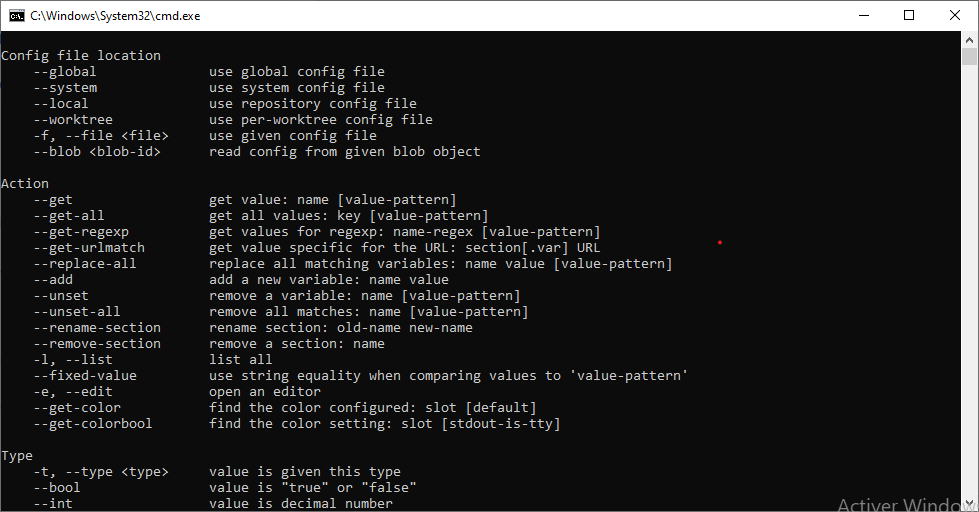 C:\Windows\System32\cmd.exe
Config file location
--global use global config file
--system use system config file
--local use repository config file
--worktree use per-worktree config file
-f, --file <file> use given config file
--blob <blob-id> read config from given blob object
Action
--get get value: name [value-pattern]
--get-all get all values: key [value-pattern]
--get-regexp get values for regexp: name-regex [value-pattern]
--get-urlmatch get value specific for the URL: section[.var] URL
--replace-all replace all matching variables: name value [value-pattern]
--add add a new variable: name value
--unset remove a variable: name [value-pattern]
--unset-all remove all matches: name [value-pattern]
--rename-section rename section: old-name new-name
--remove-section remove a section: name
-l, --list list all
--fixed-value use string equality when comparing values to 'value-pattern'
-e, --edit open an editor
--get-color find the color configured: slot [default]
--get-colorbool find the color setting: slot [stdout-is-tty]
Type
-t, --type <type> value is given this type
--bool value is "true" or "false"
--int value is decimal number
Activer Window